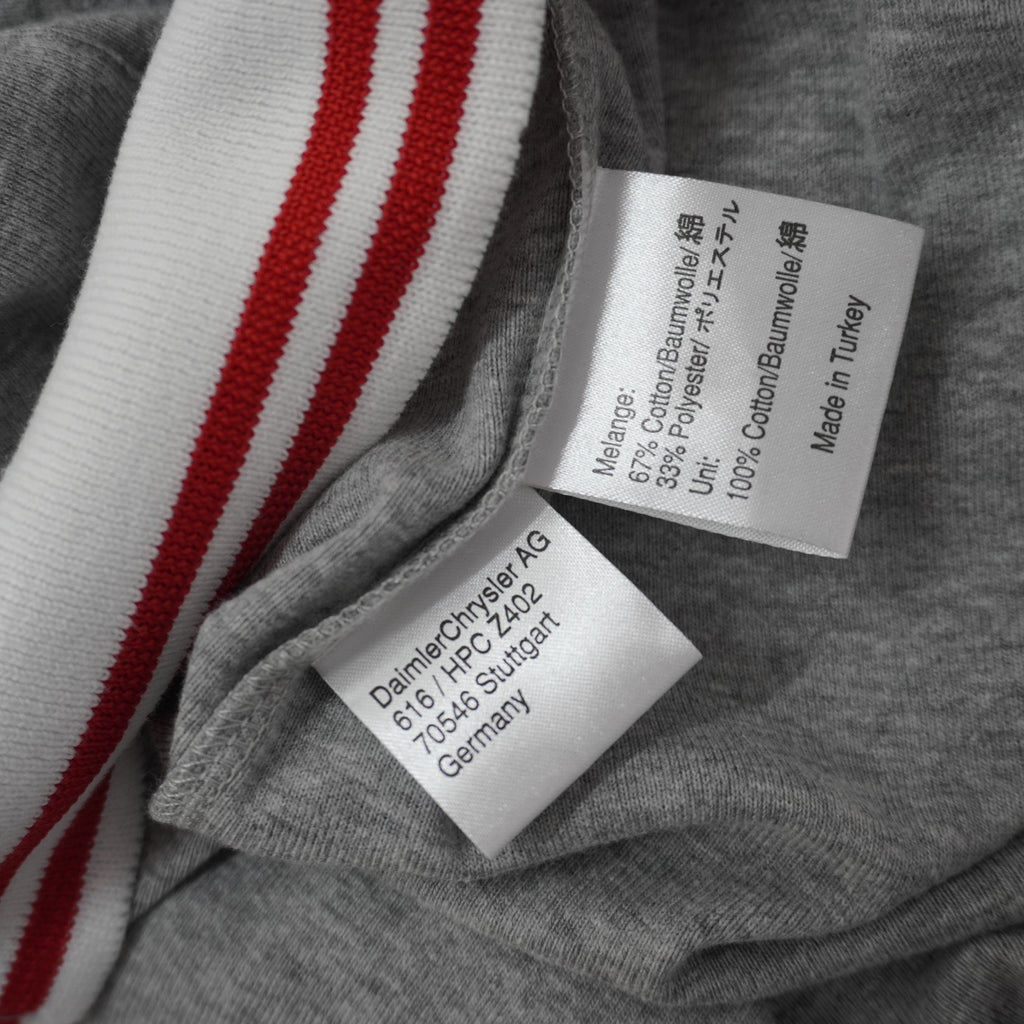 Melange:
67% Cotton/Baumwolle/綿
33% Polyester/ポリエステル
Uni:
100% Cotton/Baumwolle/綿
Made in Turkey
DaimlerChrysler AG
616 / HPC Z402
70546 Stuttgart
Germany